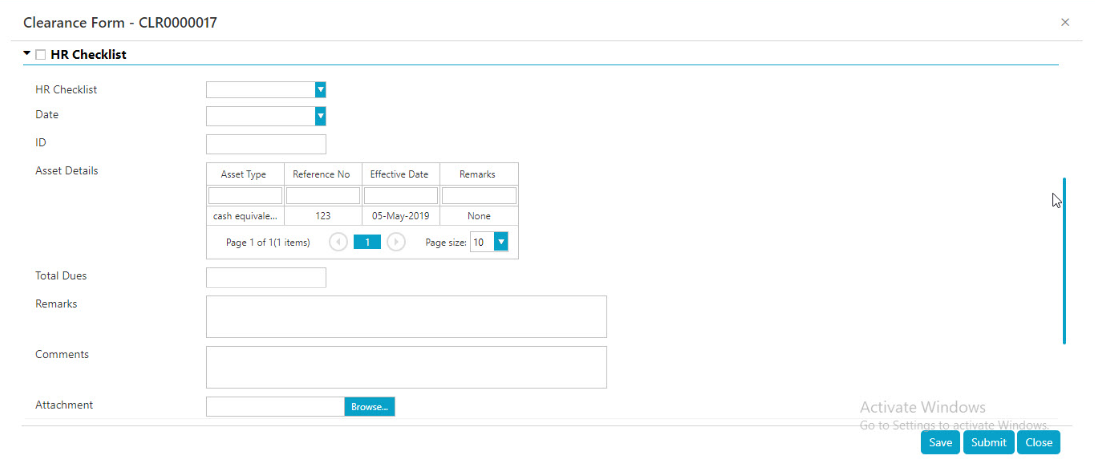 Clearance Form - CLR0000017
×
HR Checklist
HR Checklist
Date
ID
Asset Details
Asset Type Reference No Effective Date Remarks
cash equivale... 123 05-May-2019 None
Page 1 of 1(1 items) 1 Page size: 10
Total Dues
Remarks
Comments
Attachment
Browse...
Activate Windows
Go to Settings to activate Windows.
Save Submit Close